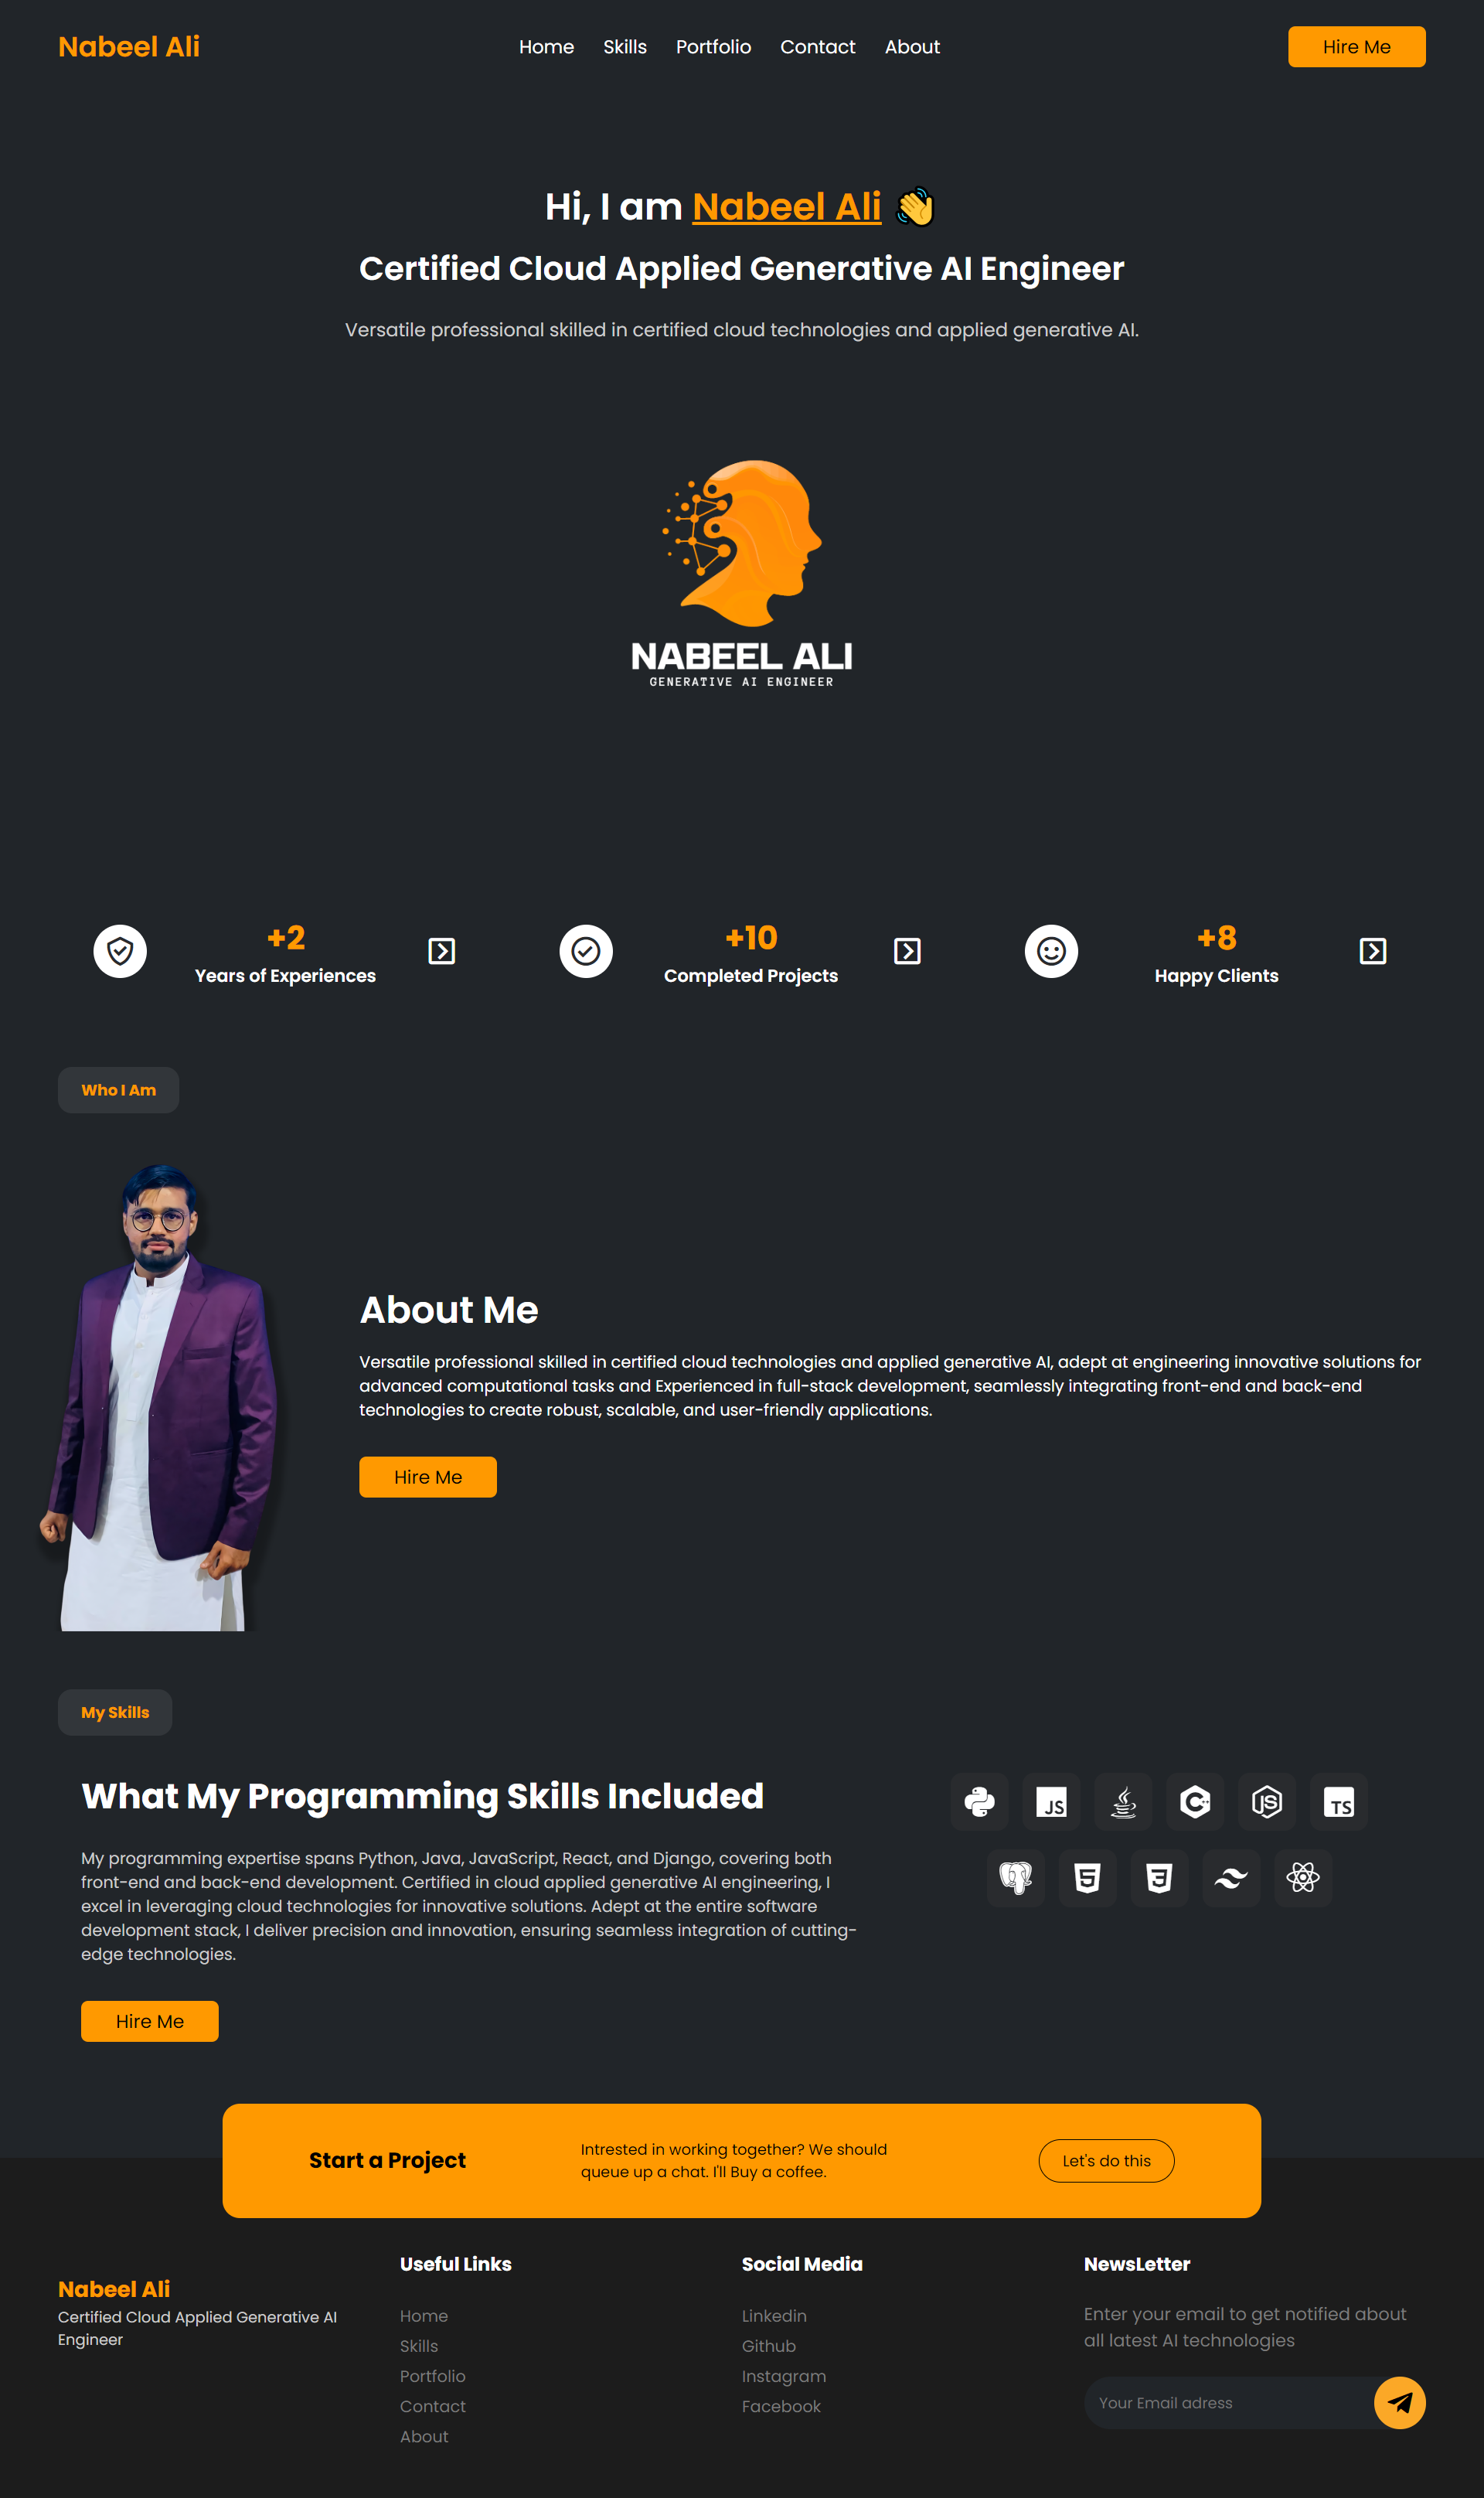 Nabeel Ali
Home Skills Portfolio Contact About
Hire Me
Hi, I am Nabeel Ali
Certified Cloud Applied Generative AI Engineer
Versatile professional skilled in certified cloud technologies and applied generative AI.
NABEEL ALI
GENERATIVE AI ENGINEER
+2
Years of Experiences
+10
Completed Projects
+8
Happy Clients
Who I Am
About Me
Versatile professional skilled in certified cloud technologies and applied generative AI, adept at engineering innovative solutions for
advanced computational tasks and Experienced in full-stack development, seamlessly integrating front-end and back-end
technologies to create robust, scalable, and user-friendly applications.
Hire Me
My Skills
What My Programming Skills Included
My programming expertise spans Python, Java, JavaScript, React, and Django, covering both
front-end and back-end development. Certified in cloud applied generative AI engineering, I
excel in leveraging cloud technologies for innovative solutions. Adept at the entire software
development stack, I deliver precision and innovation, ensuring seamless integration of cutting-
edge technologies.
Hire Me
JS
C++
JS
TS
5
3
Start a Project
Intrested in working together? We should
queue up a chat. I'll Buy a coffee.
Let's do this
Nabeel Ali
Certified Cloud Applied Generative AI
Engineer
Useful Links
Home
Skills
Portfolio
Contact
About
Social Media
Linkedin
Github
Instagram
Facebook
NewsLetter
Enter your email to get notified about
all latest AI technologies
Your Email adress